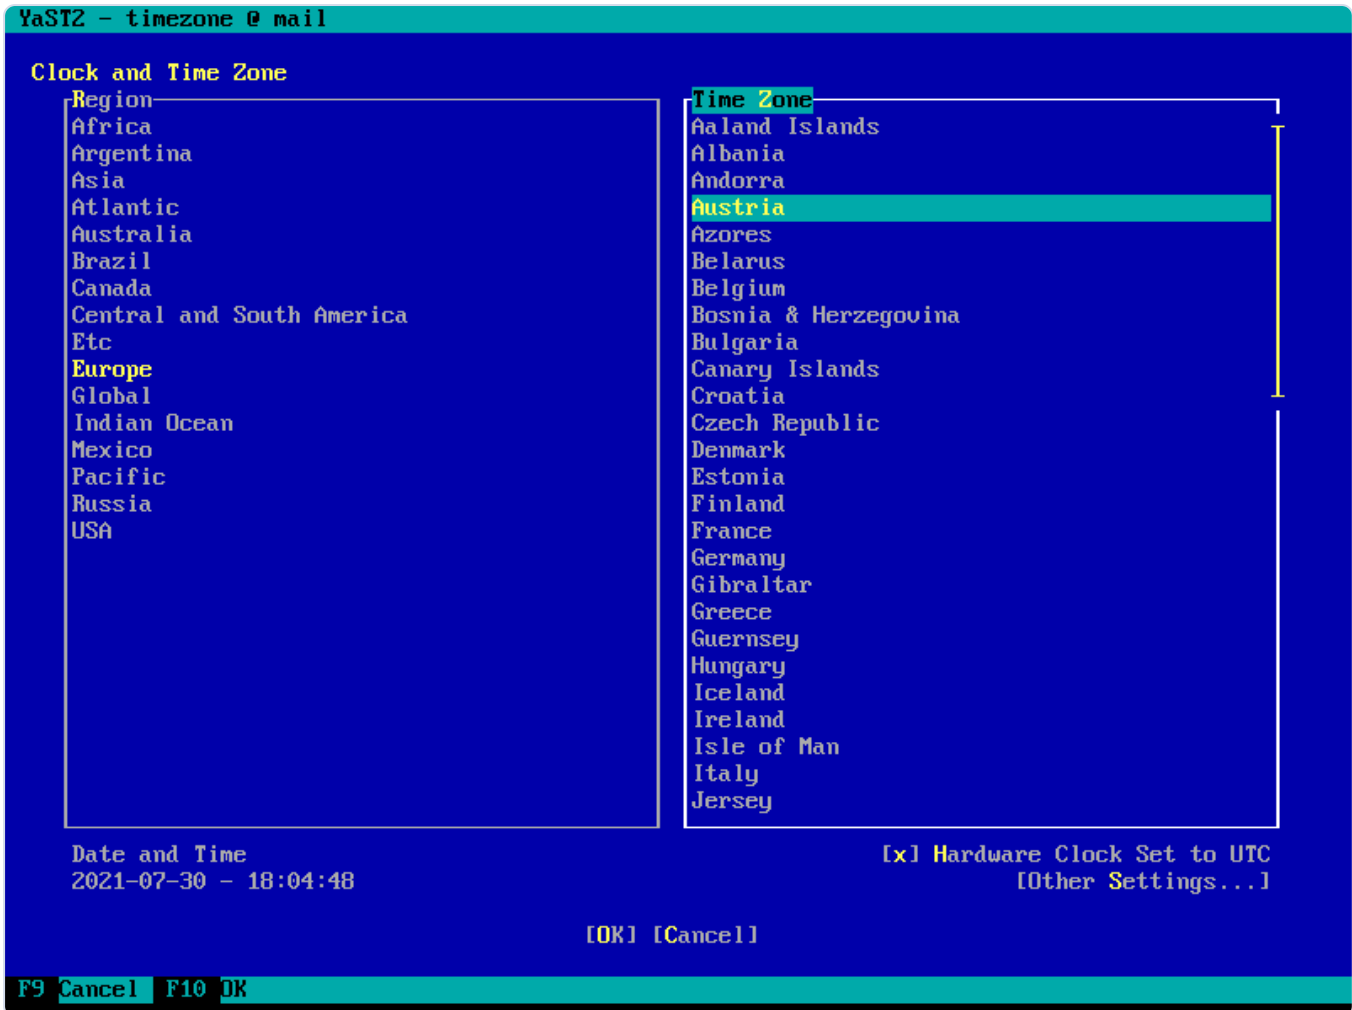 YaST2 - timezone @ mail
Clock and Time Zone
Region
Africa
Argentina
Asia
Atlantic
Australia
Brazil
Canada
Central and South America
Etc
Europe
Global
Indian Ocean
Mexico
Pacific
Russia
USA
Time Zone
Aaland Islands
Albania
Andorra
Austria
Azores
Belarus
Belgium
Bosnia & Herzegovina
Bulgaria
Canary Islands
Croatia
Czech Republic
Denmark
Estonia
Finland
France
Germany
Gibraltar
Greece
Guernsey
Hungary
Iceland
Ireland
Isle of Man
Italy
Jersey
Date and Time
2021-07-30 - 18:04:48
[x] Hardware Clock Set to UTC
[Other Settings...]
[OK] [Cancel]
F9 Cancel F10 OK